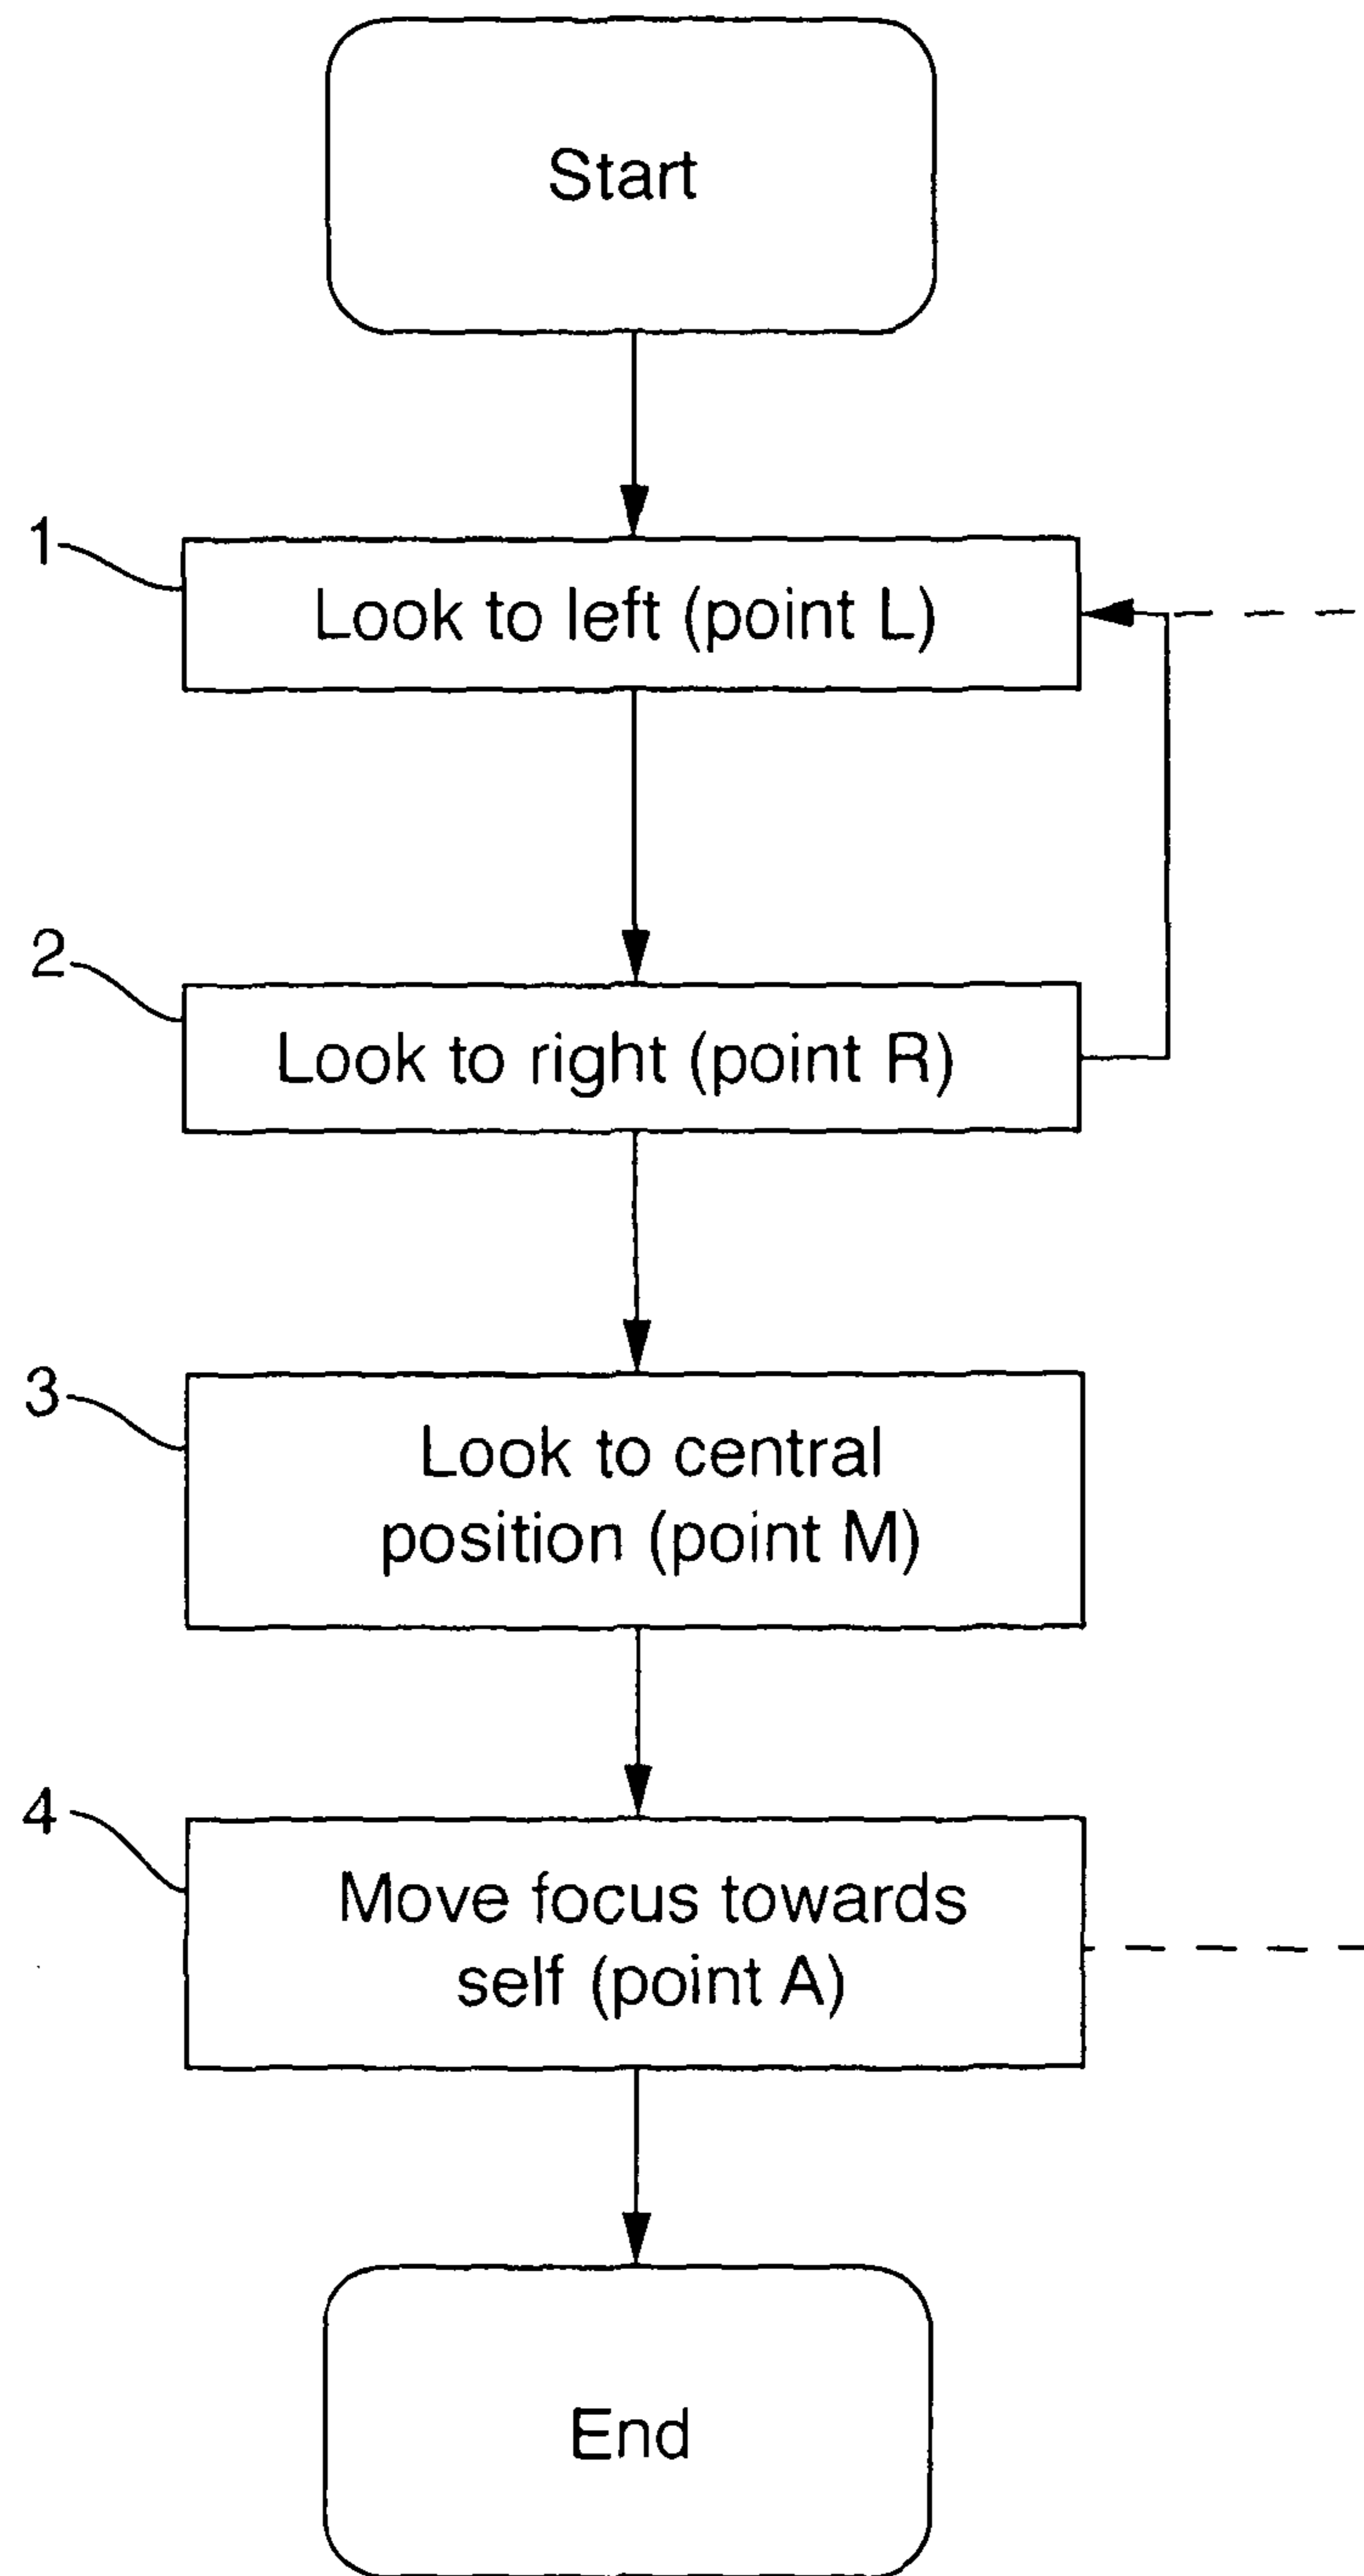 Start
1
Look to left (point L)
2
Look to right (point R)
3
Look to central
position (point M)
4
Move focus towards
self (point A)
End